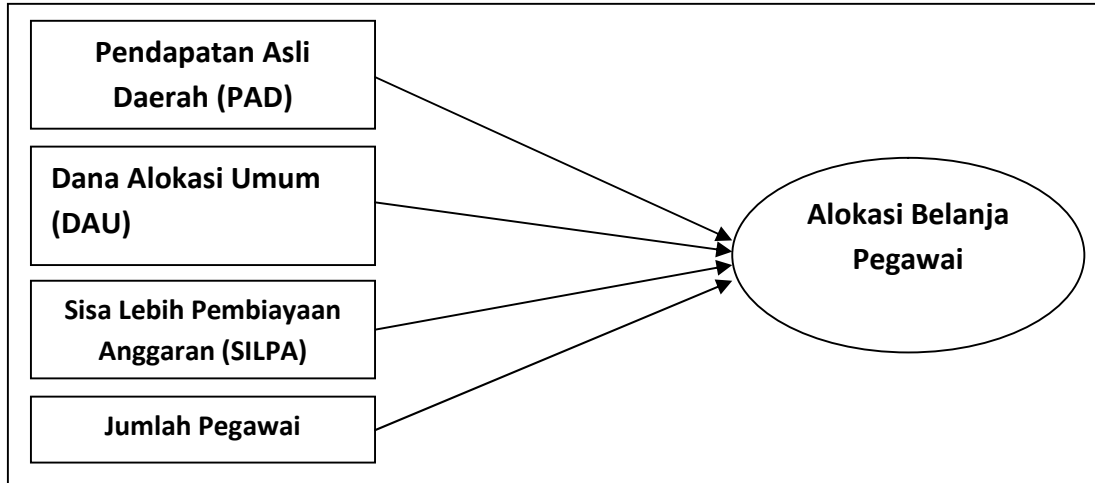 Pendapatan Asli
Daerah (PAD)
Dana Alokasi Umum
(DAU)
Sisa Lebih Pembiayaan
Anggaran (SILPA)
Jumlah Pegawai
Alokasi Belanja
Pegawai